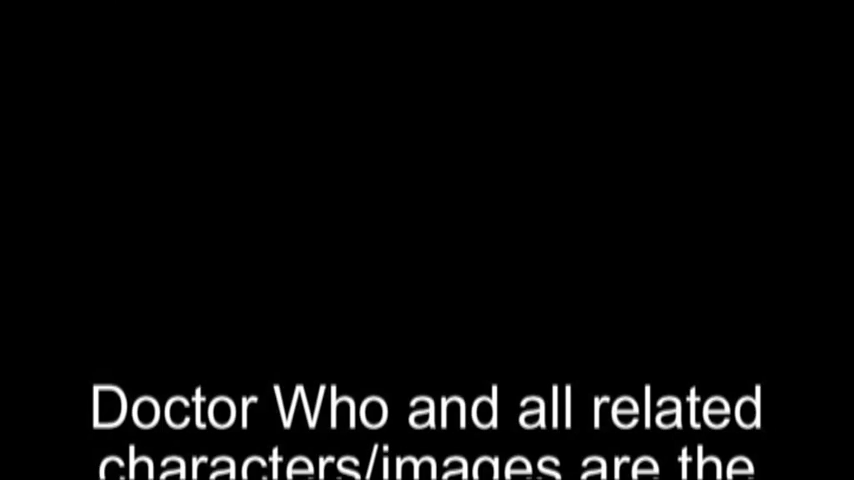 Doctor Who and all related
characters/images are the